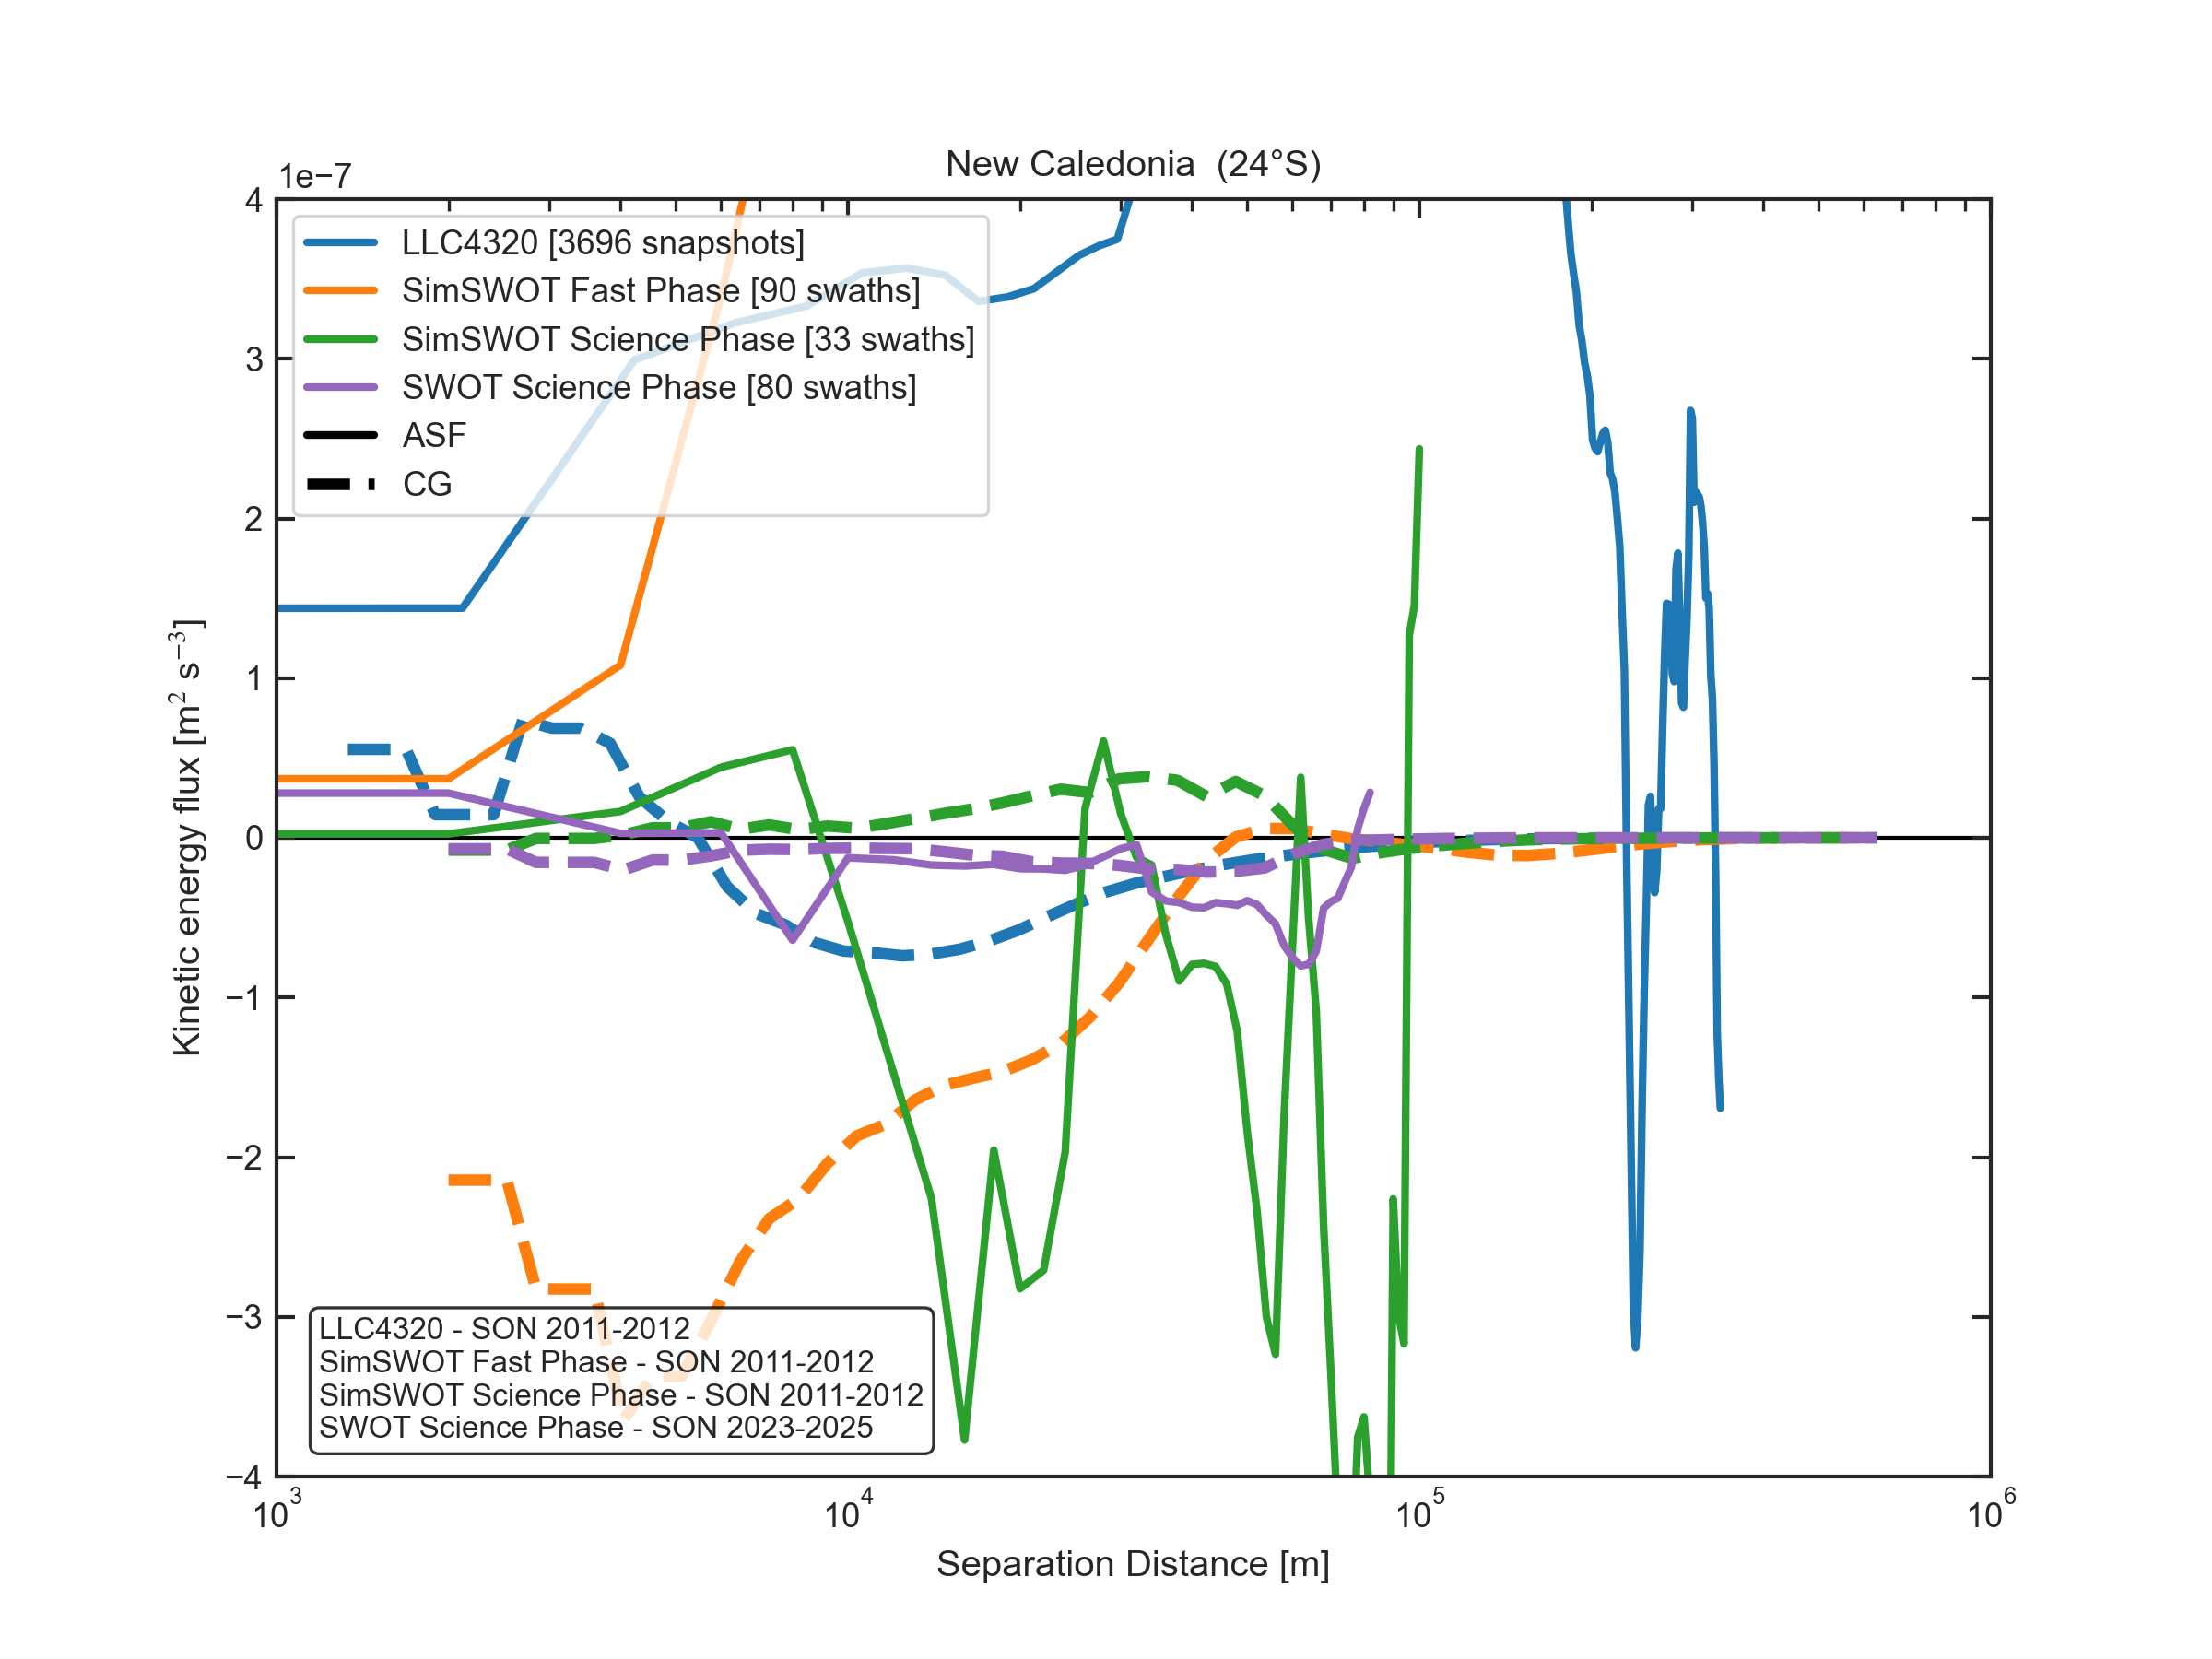 New Caledonia (24°S)
1e−7
4
3
2
1
0
−1
−2
−3
−4
Kinetic energy flux [m² s⁻³]
LLC4320 [3696 snapshots]
SimSWOT Fast Phase [90 swaths]
SimSWOT Science Phase [33 swaths]
SWOT Science Phase [80 swaths]
ASF
CG
LLC4320 - SON 2011-2012
SimSWOT Fast Phase - SON 2011-2012
SimSWOT Science Phase - SON 2011-2012
SWOT Science Phase - SON 2023-2025
10³ 10⁴ 10⁵ 10⁶
Separation Distance [m]